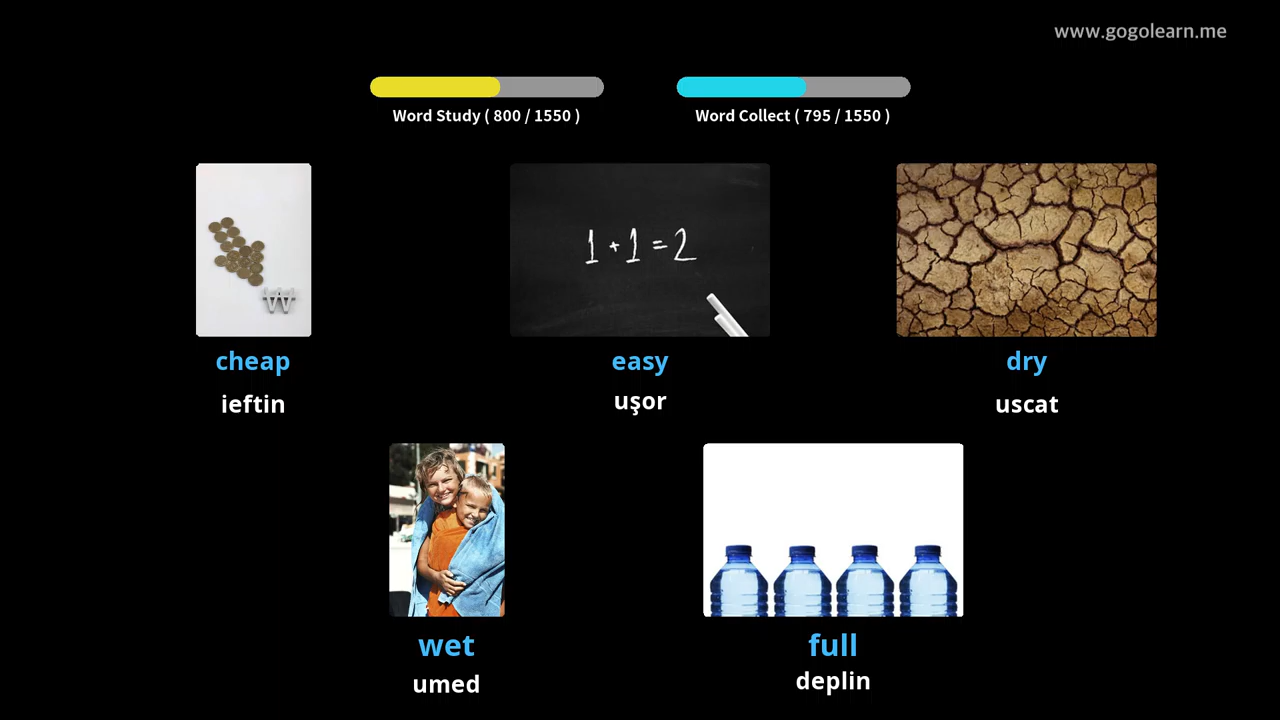 www.gogolearn.me
Word Study ( 800 / 1550 )
Word Collect ( 795 / 1550 )
1 + 1 = 2
₩
cheap
easy
dry
ieftin
uşor
uscat
wet
full
umed
deplin